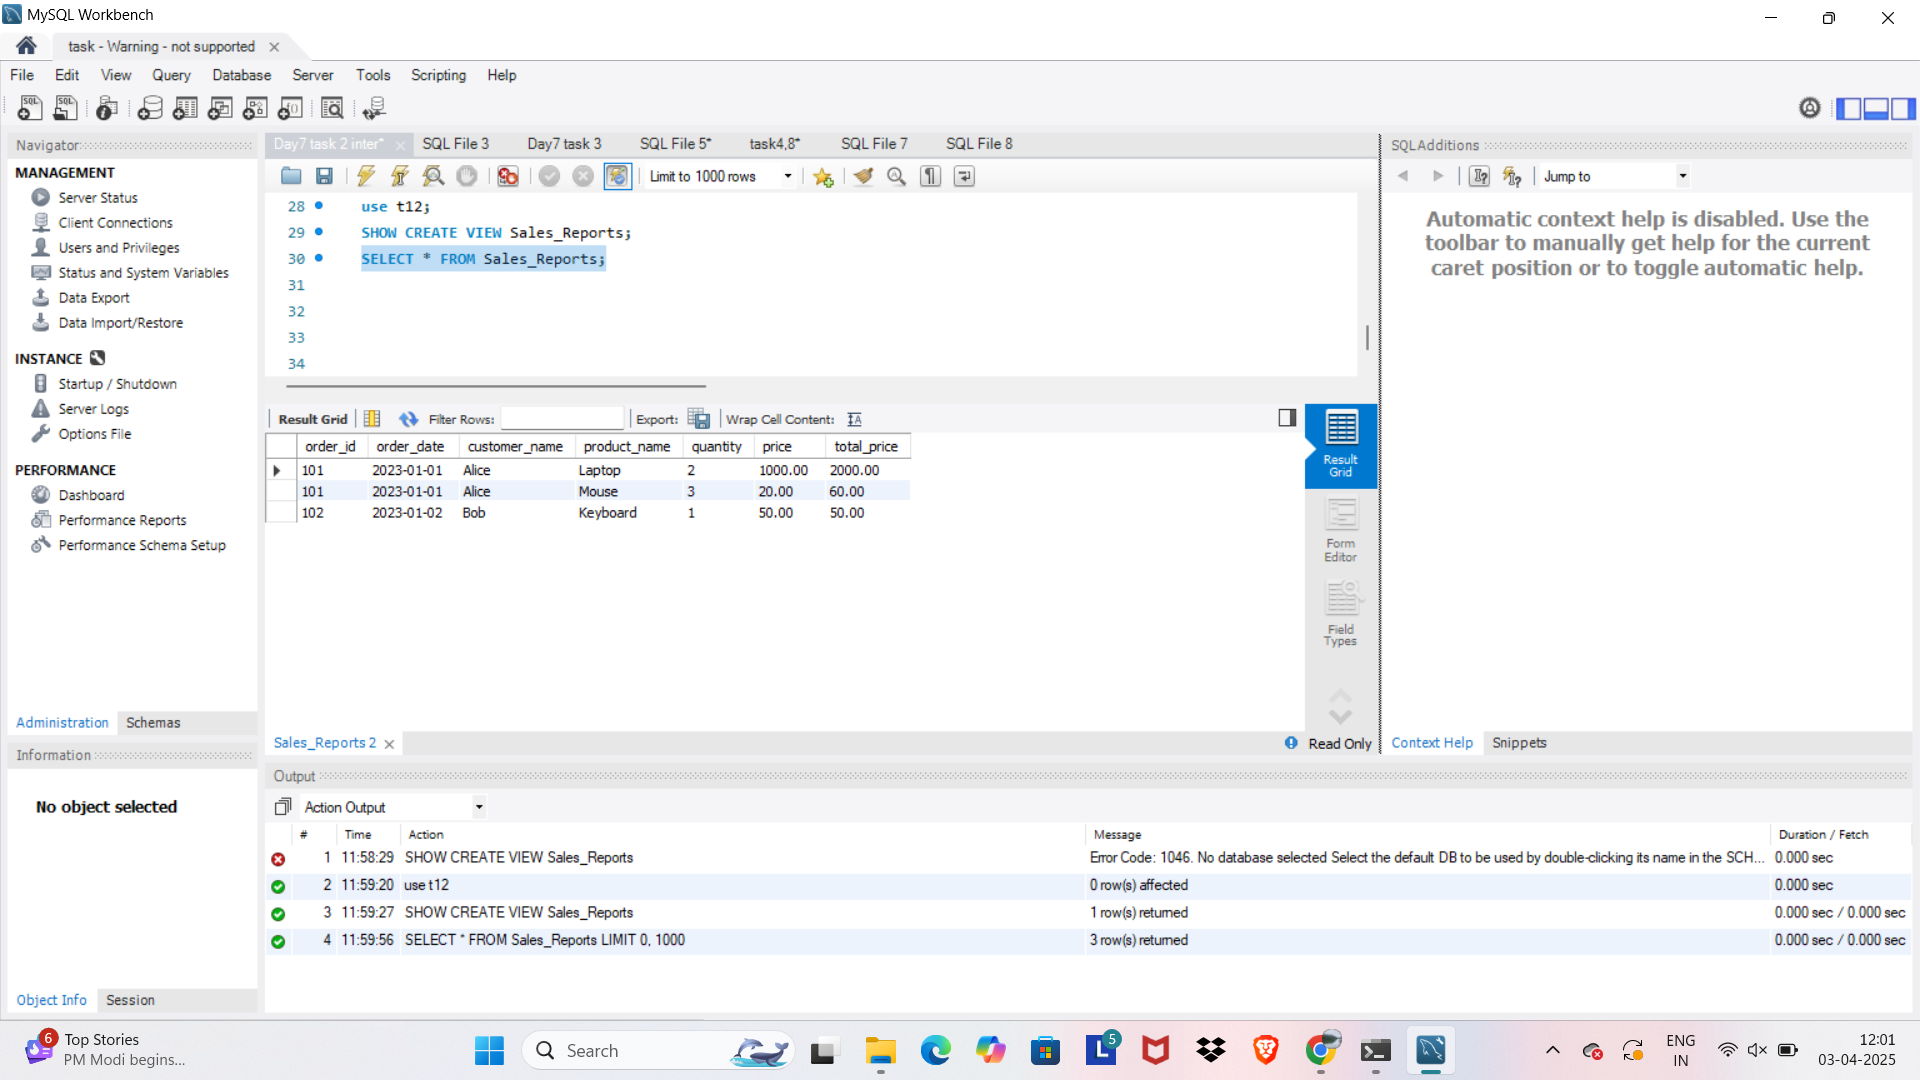 MySQL Workbench
task - Warning - not supported
File Edit View Query Database Server Tools Scripting Help
Navigator
MANAGEMENT
Server Status
Client Connections
Users and Privileges
Status and System Variables
Data Export
Data Import/Restore
INSTANCE
Startup / Shutdown
Server Logs
Options File
PERFORMANCE
Dashboard
Performance Reports
Performance Schema Setup
Administration Schemas
Information
No object selected
Object Info Session
Day7 task 2 inter* SQL File 3 Day7 task 3 SQL File 5* task4,8* SQL File 7 SQL File 8
Limit to 1000 rows
28 use t12;
29 SHOW CREATE VIEW Sales_Reports;
30 SELECT * FROM Sales_Reports;
31
32
33
34
Result Grid Filter Rows: Export: Wrap Cell Content:
order_id order_date customer_name product_name quantity price total_price
101 2023-01-01 Alice Laptop 2 1000.00 2000.00
101 2023-01-01 Alice Mouse 3 20.00 60.00
102 2023-01-02 Bob Keyboard 1 50.00 50.00
Result
Grid
Form
Editor
Field
Types
Sales_Reports 2
Read Only
SQLAdditions
Jump to
Automatic context help is disabled. Use the
toolbar to manually get help for the current
caret position or to toggle automatic help.
Context Help Snippets
Output
Action Output
# Time Action Message Duration / Fetch
1 11:58:29 SHOW CREATE VIEW Sales_Reports Error Code: 1046. No database selected Select the default DB to be used by double-clicking its name in the SCH... 0.000 sec
2 11:59:20 use t12 0 row(s) affected 0.000 sec
3 11:59:27 SHOW CREATE VIEW Sales_Reports 1 row(s) returned 0.000 sec / 0.000 sec
4 11:59:56 SELECT * FROM Sales_Reports LIMIT 0, 1000 3 row(s) returned 0.000 sec / 0.000 sec
6
Top Stories
PM Modi begins...
Search
L
5
ENG
IN
12:01
03-04-2025